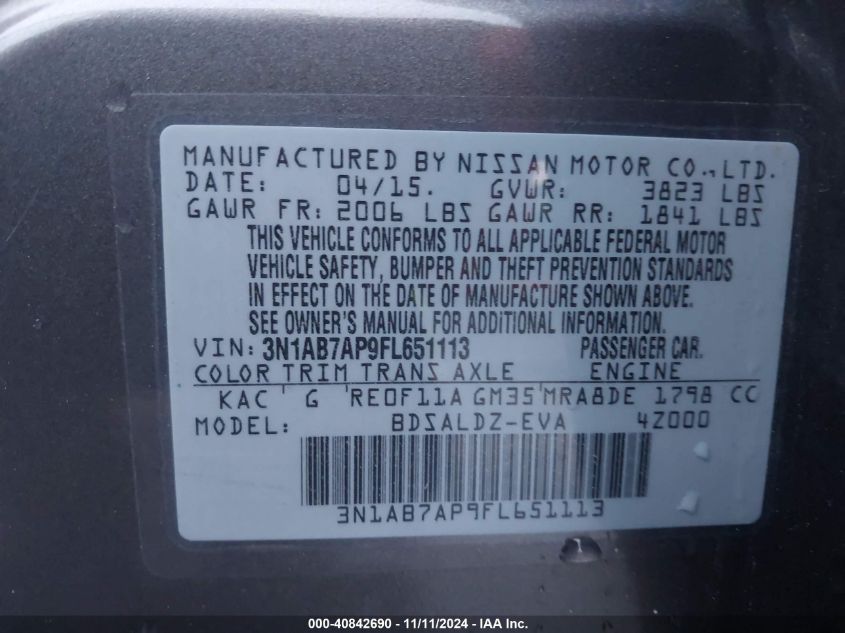 MANUFACTURED BY NISSAN MOTOR CO., LTD.
DATE: 04/15. GVWR: 3823 LBS
GAWR FR: 2006 LBS GAWR RR: 1841 LBS
THIS VEHICLE CONFORMS TO ALL APPLICABLE FEDERAL MOTOR
VEHICLE SAFETY, BUMPER AND THEFT PREVENTION STANDARDS
IN EFFECT ON THE DATE OF MANUFACTURE SHOWN ABOVE.
SEE OWNER'S MANUAL FOR ADDITIONAL INFORMATION.
VIN: 3N1AB7AP9FL651113 PASSENGER CAR.
COLOR TRIM TRANS AXLE ENGINE
KAC ' G 'RE0F11A GM35'MRA8DE 1798 CC
MODEL: BDSALDZ-EVA 4Z000
3N1AB7AP9FL651113
000-40842690 - 11/11/2024 - IAA Inc.